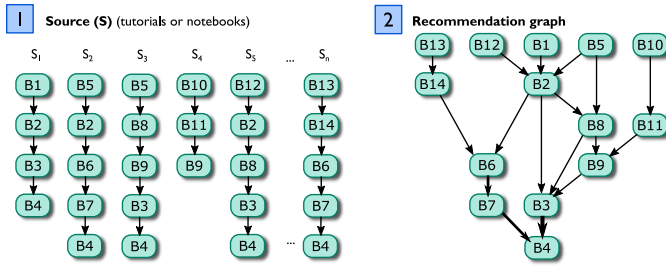 1 Source (S) (tutorials or notebooks)
S1 S2 S3 S4 S5 ... Sn
B1 B5 B5 B10 B12 B13
B2 B2 B8 B11 B2 B14
B3 B6 B9 B9 B8 B6
B4 B7 B3 B3 B7
B4 B4 B4 ... B4
2 Recommendation graph
B13 B12 B1 B5 B10
B14 B2
B8 B11
B6 B9
B7 B3
B4